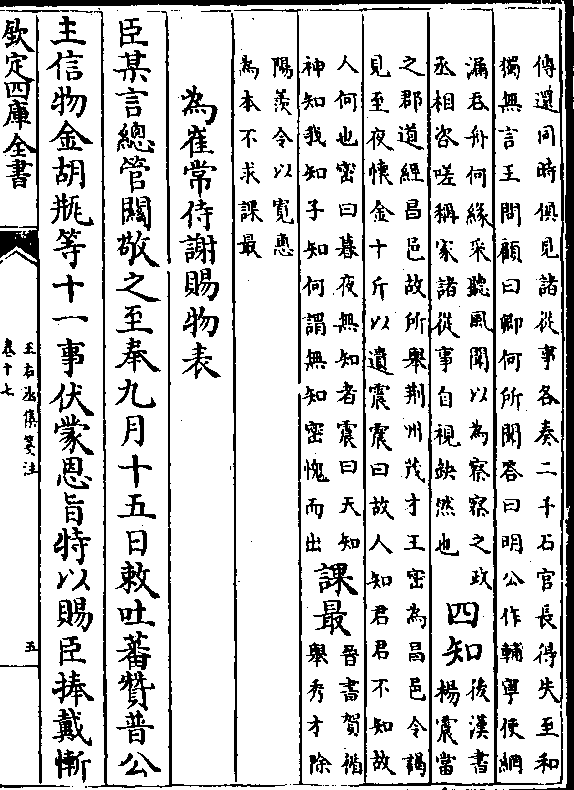 傳還同時俱見諸從事各奏二千石官長得失至和
獨無言王問顧曰卿何所聞荅曰明公作輔寧使網
漏吞舟何緣采聽風聞以為察察之政
丞相咨嗟稱家諸從事自視缺然也
四知
後漢書
楊震當
之郡道經昌邑故所舉荆州茂才王密為昌邑令謁
見至夜懷金十斤以遺震震曰故人知君君不知故
人何也密曰暮夜無知者震曰天知
神知我知子知何謂無知密愧而出
課最
晉書賀循
舉秀才除
陽羨令以寛惠
為本不求課最
為崔常侍謝賜物表
臣某言總管關敬之至奉九月十五日敕吐蕃贊普公
主信物金胡瓶等十一事伏蒙恩旨特以賜臣捧戴慚
欽定四庫全書
王右丞集箋注
卷十七
五